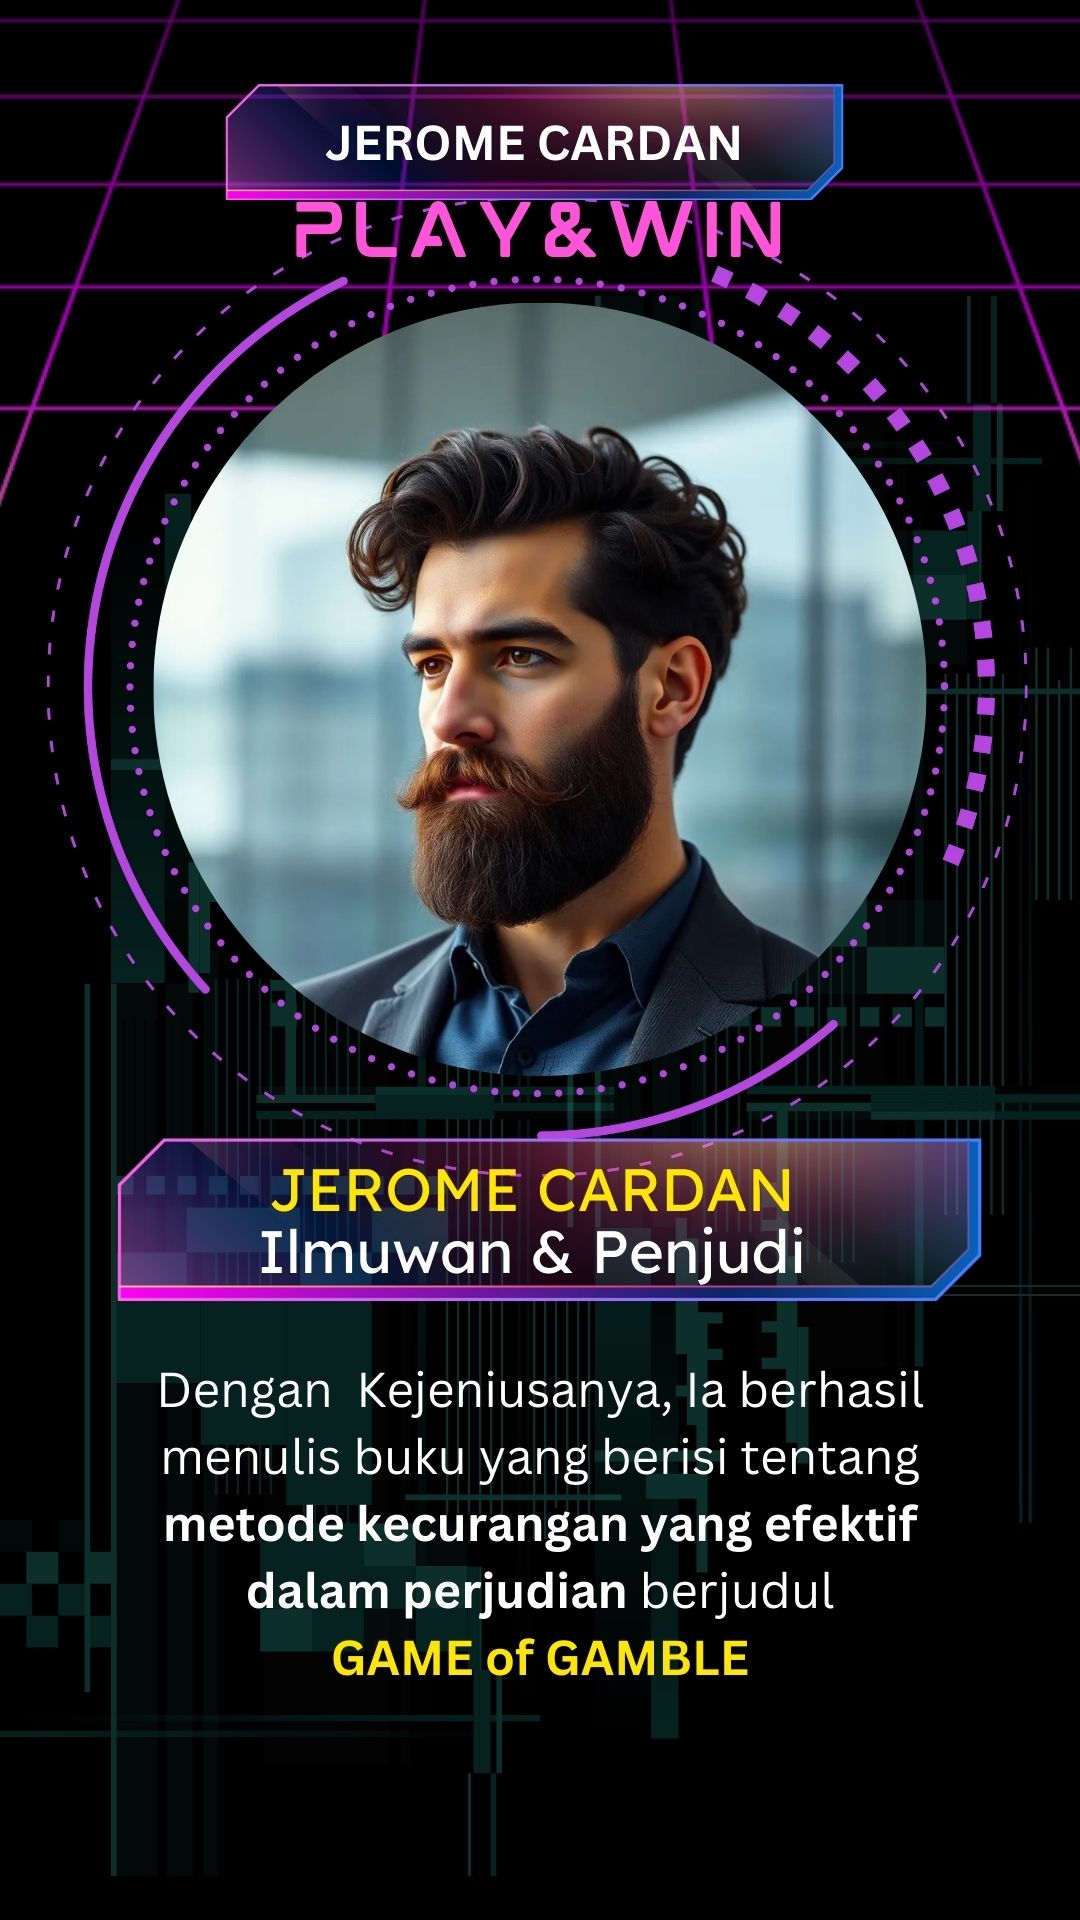 JEROME CARDAN
PLAY&WIN
JEROME CARDAN
Ilmuwan & Penjudi
Dengan Kejeniusanya, Ia berhasil
menulis buku yang berisi tentang
metode kecurangan yang efektif
dalam perjudian berjudul
GAME of GAMBLE